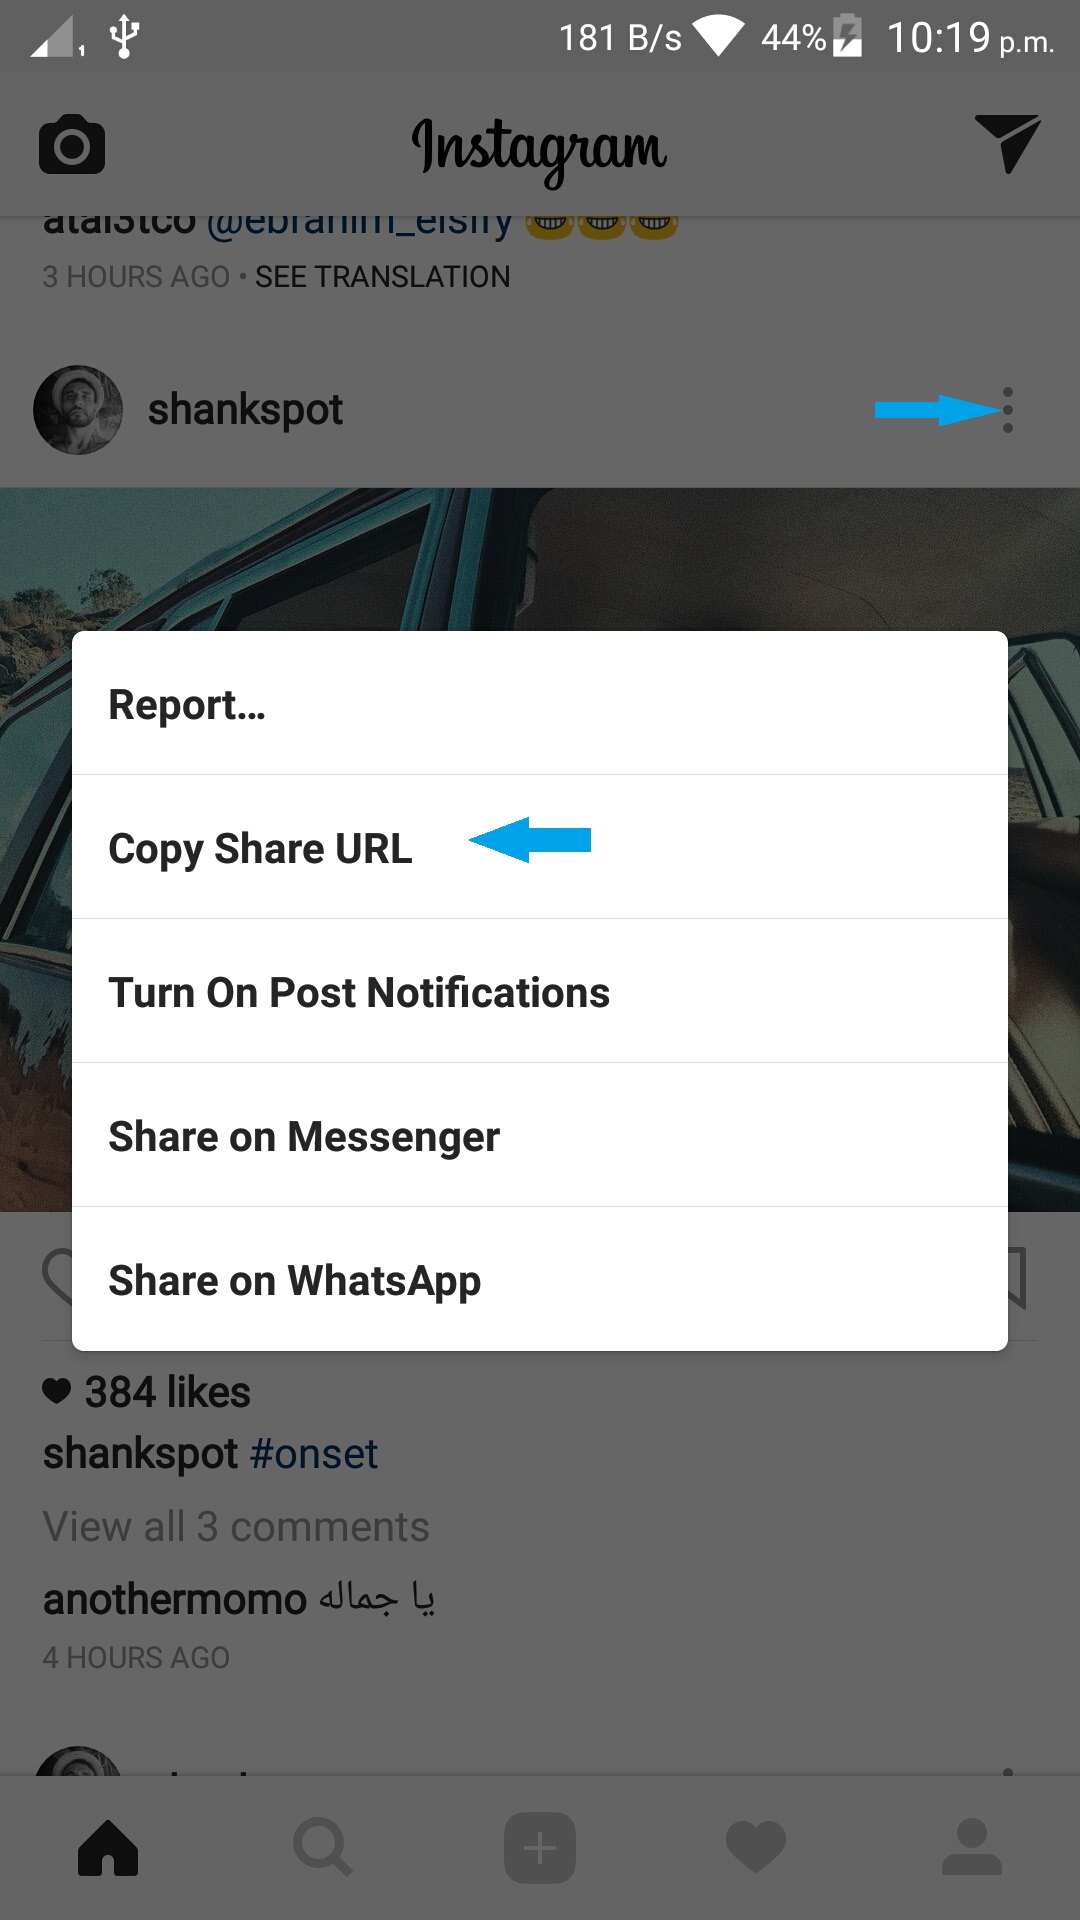 1 181 B/s 44% 10:19 p.m.
Instagram
3 HOURS AGO • SEE TRANSLATION
shankspot
Report...
Copy Share URL
Turn On Post Notifications
Share on Messenger
Share on WhatsApp
384 likes
shankspot #onset
View all 3 comments
anothermomo يا جماله
4 HOURS AGO